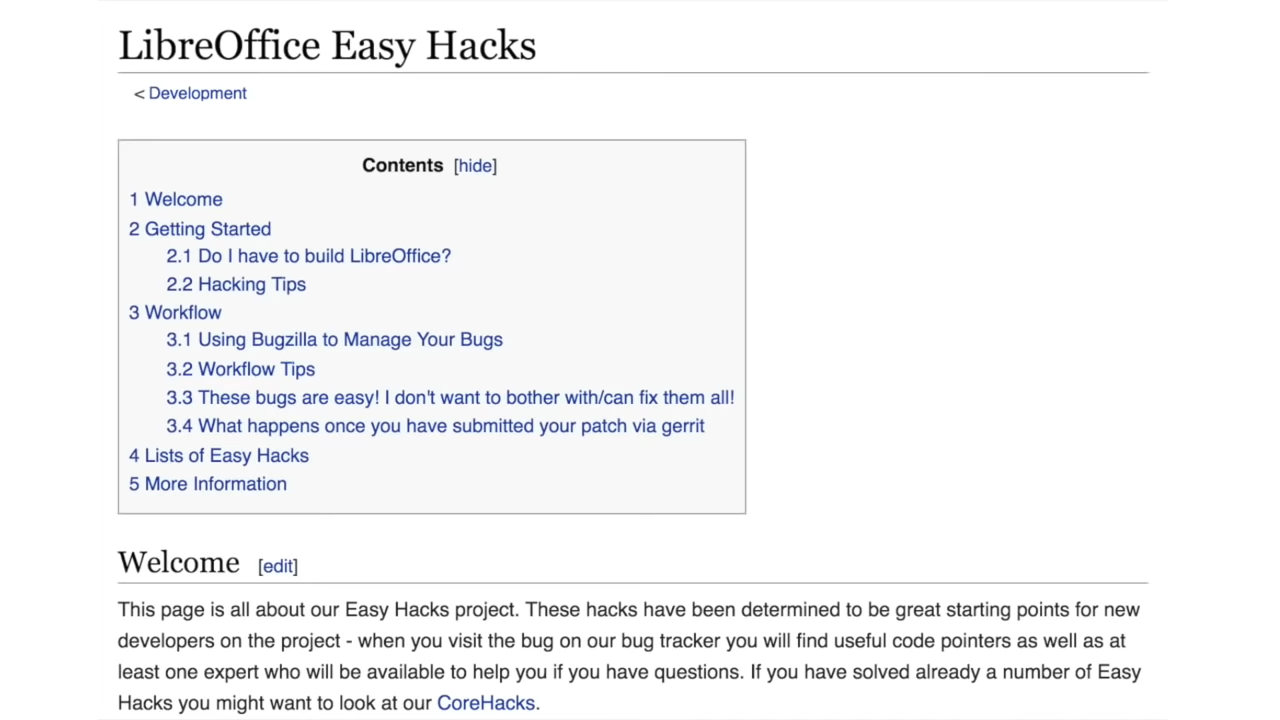 LibreOffice Easy Hacks
< Development
Contents [hide]
1 Welcome
2 Getting Started
2.1 Do I have to build LibreOffice?
2.2 Hacking Tips
3 Workflow
3.1 Using Bugzilla to Manage Your Bugs
3.2 Workflow Tips
3.3 These bugs are easy! I don't want to bother with/can fix them all!
3.4 What happens once you have submitted your patch via gerrit
4 Lists of Easy Hacks
5 More Information
Welcome [edit]
This page is all about our Easy Hacks project. These hacks have been determined to be great starting points for new
developers on the project - when you visit the bug on our bug tracker you will find useful code pointers as well as at
least one expert who will be available to help you if you have questions. If you have solved already a number of Easy
Hacks you might want to look at our CoreHacks.